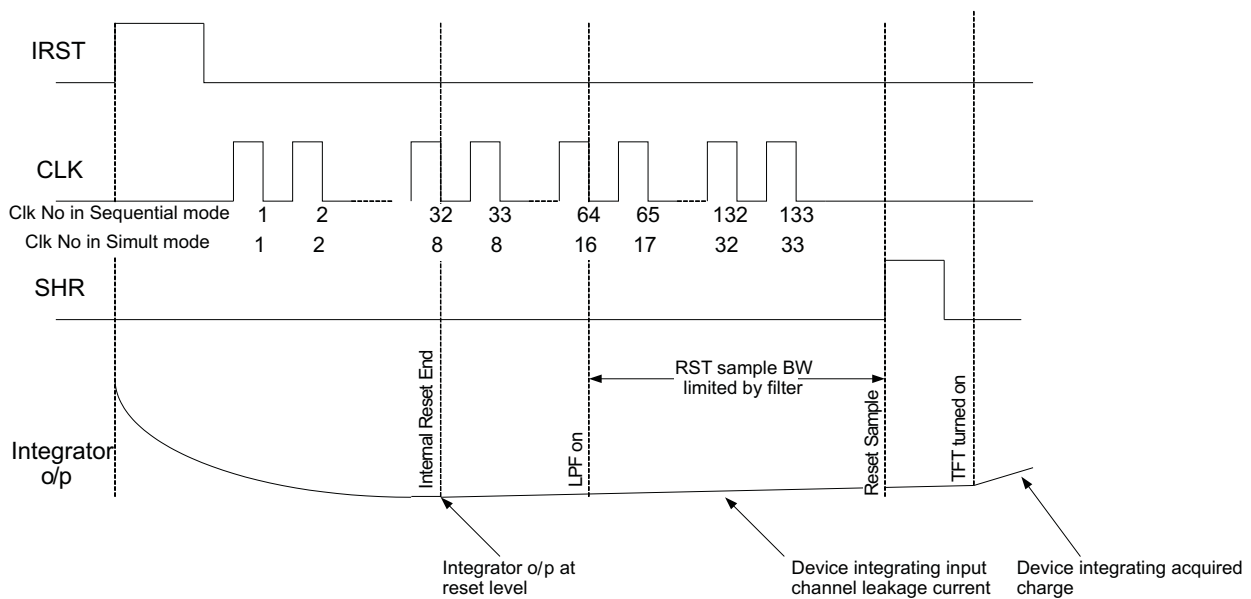 IRST
CLK
Clk No in Sequential mode 1 2 32 33 64 65 132 133
Clk No in Simult mode 1 2 8 8 16 17 32 33
SHR
Internal Reset End
LPF on
RST sample BW
limited by filter
Reset Sample
TFT turned on
Integrator
o/p
Integrator o/p at
reset level
Device integrating input
channel leakage current
Device integrating acquired
charge